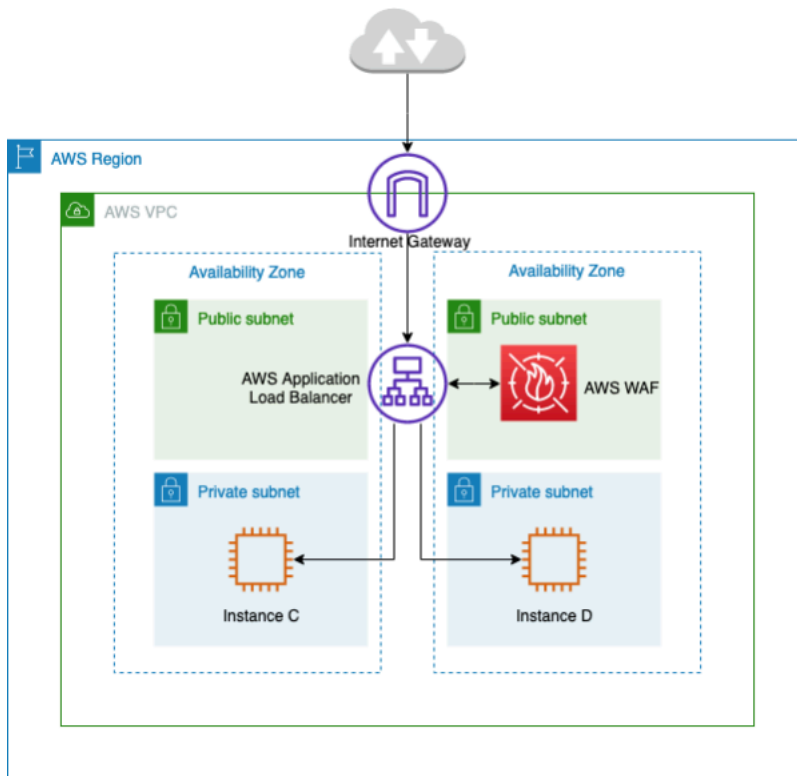 AWS Region
AWS VPC
Internet Gateway
Availability Zone
Availability Zone
Public subnet
Public subnet
AWS Application
Load Balancer
AWS WAF
Private subnet
Private subnet
Instance C
Instance D